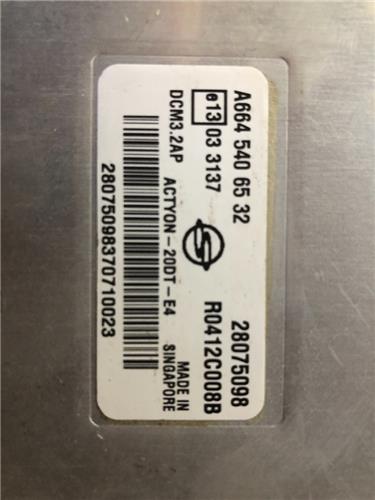 A664 540 65 32 28075098
e13 03 3137 R0412C008B
DCM3.2AP ACTYON-20DT-E4 MADE IN
SINGAPORE
28075098370710023